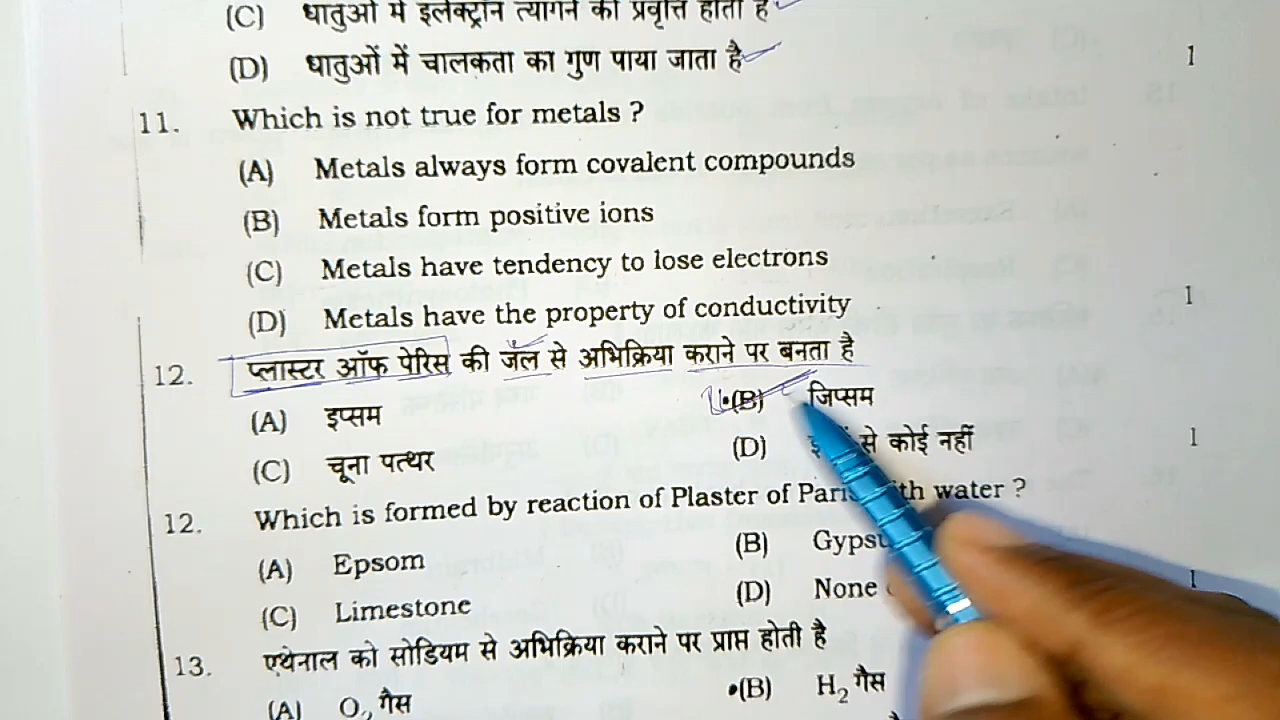 (C) धातुओं में इलेक्ट्रॉन त्यागने की प्रवृत्ति होती है
(D) धातुओं में चालकता का गुण पाया जाता है 1
11. Which is not true for metals ?
(A) Metals always form covalent compounds
(B) Metals form positive ions
(C) Metals have tendency to lose electrons
(D) Metals have the property of conductivity 1
12. प्लास्टर ऑफ पेरिस की जल से अभिक्रिया कराने पर बनता है
(A) इप्सम (B) जिप्सम
(C) चूना पत्थर (D) से कोई नहीं 1
12. Which is formed by reaction of Plaster of Paris with water ?
(A) Epsom (B) Gypsu
(C) Limestone (D) None 1
13. एथेनाल को सोडियम से अभिक्रिया कराने पर प्राप्त होती है
(A) O₂ गैस (B) H₂ गैस